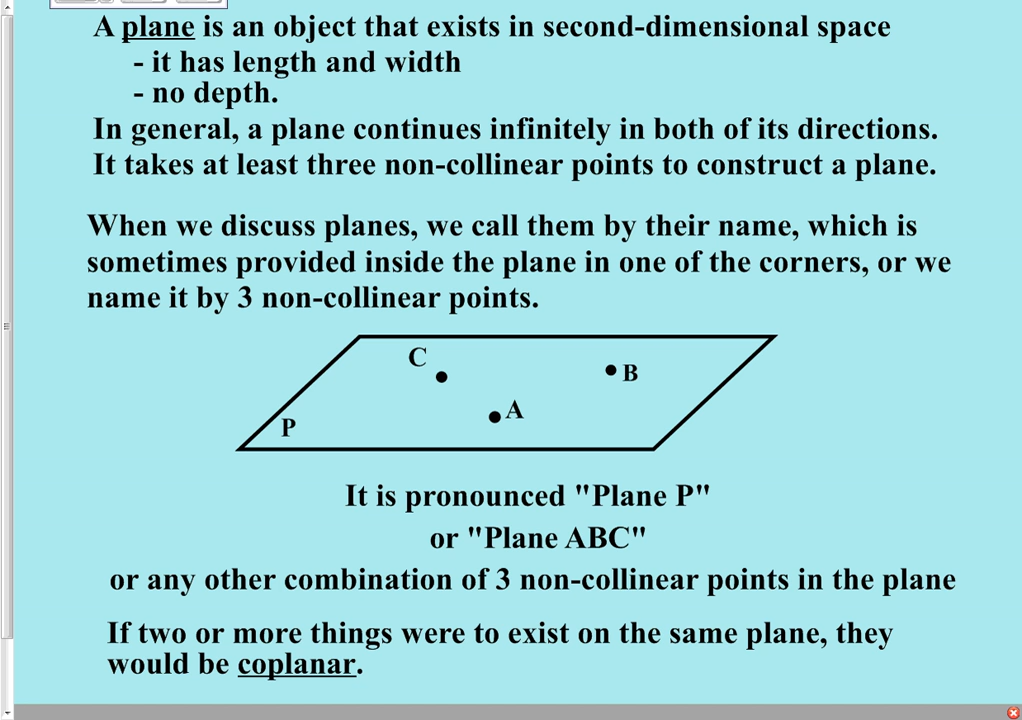 A plane is an object that exists in second-dimensional space
- it has length and width
- no depth.
In general, a plane continues infinitely in both of its directions.
It takes at least three non-collinear points to construct a plane.
When we discuss planes, we call them by their name, which is
sometimes provided inside the plane in one of the corners, or we
name it by 3 non-collinear points.
C
B
A
P
It is pronounced "Plane P"
or "Plane ABC"
or any other combination of 3 non-collinear points in the plane
If two or more things were to exist on the same plane, they
would be coplanar.